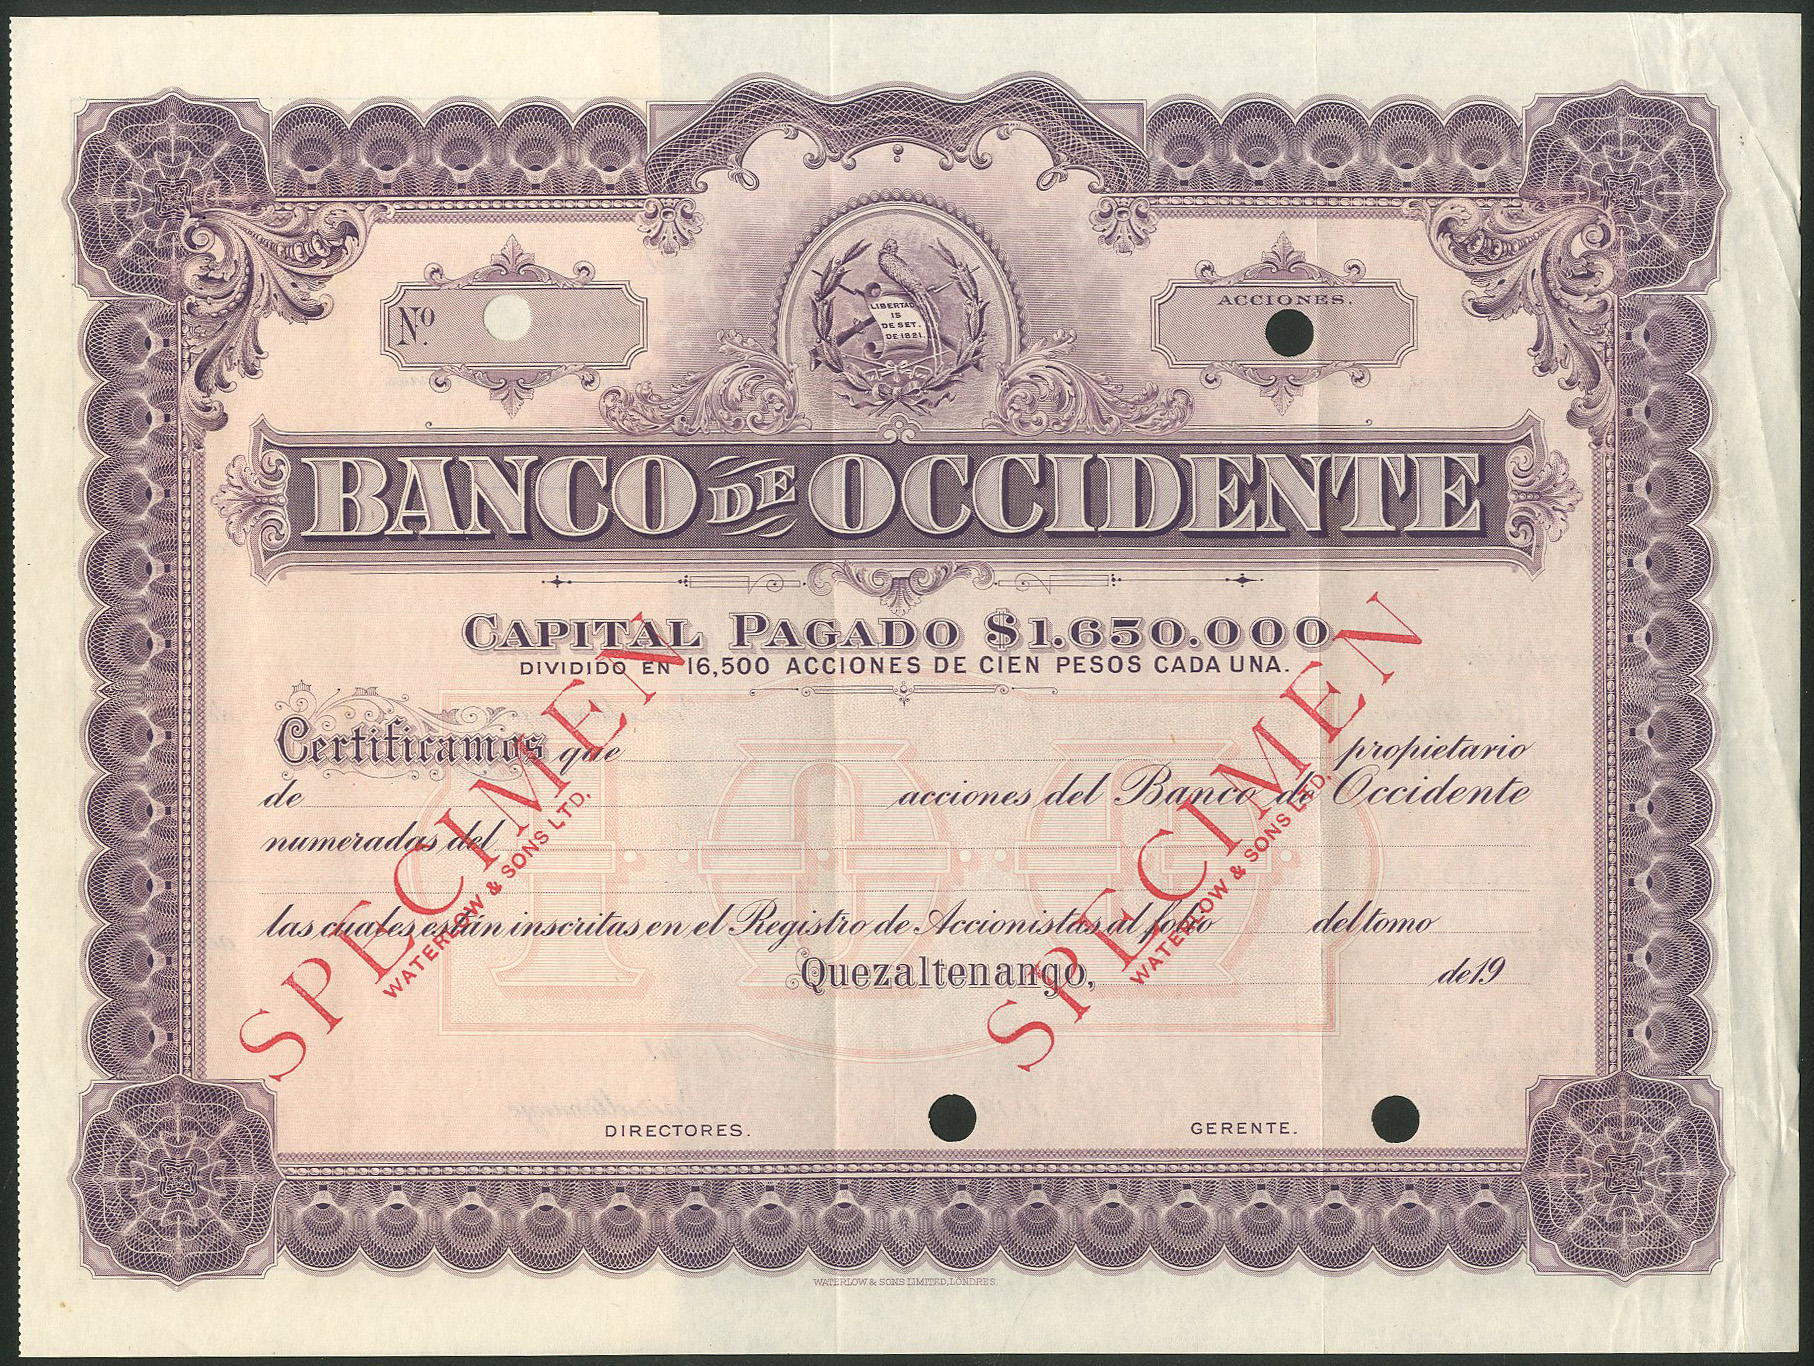 Nº.
LIBERTAD
15
DE SET.
DE 1821.
ACCIONES.
BANCO DE OCCIDENTE
CAPITAL PAGADO $1.650.000
DIVIDIDO EN 16,500 ACCIONES DE CIEN PESOS CADA UNA.
Certificamos que propietario
de acciones del Banco de Occidente
numeradas del
las cuales están inscritas en el Registro de Accionistas al folio del tomo
Quezaltenango, de 19
100
SPECIMEN
WATERLOW & SONS LTD.
SPECIMEN
WATERLOW & SONS LTD.
DIRECTORES.
GERENTE.
WATERLOW & SONS LIMITED, LONDRES.